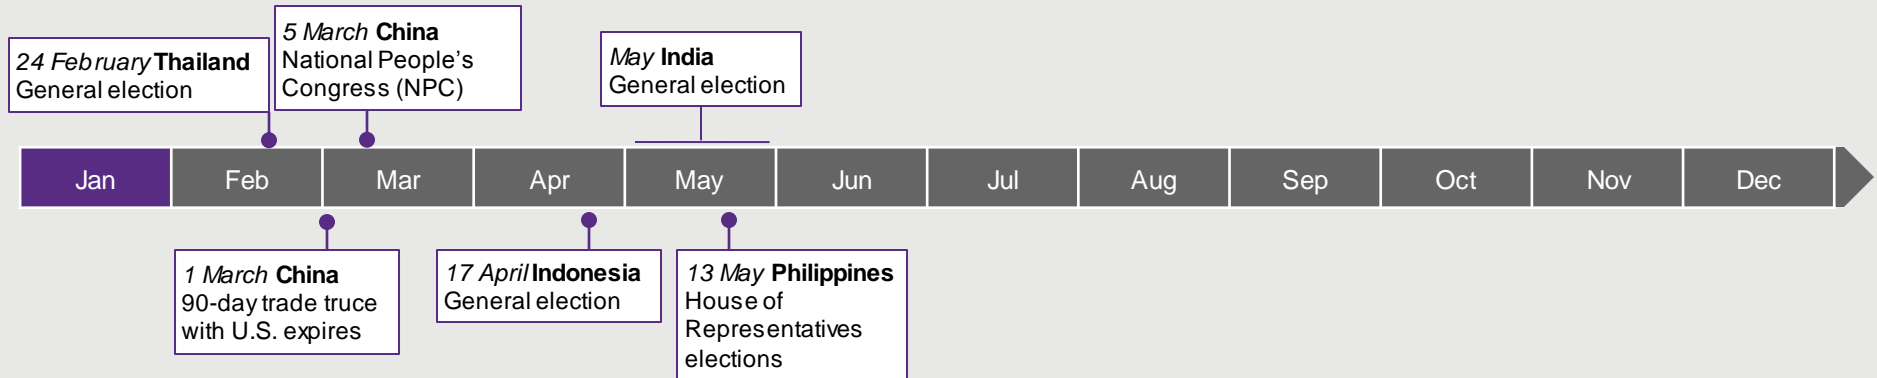 24 February Thailand
General election
5 March China
National People’s
Congress (NPC)
May India
General election
Jan
Feb
Mar
Apr
May
Jun
Jul
Aug
Sep
Oct
Nov
Dec
1 March China
90-day trade truce
with U.S. expires
17 April Indonesia
General election
13 May Philippines
House of
Representatives
elections